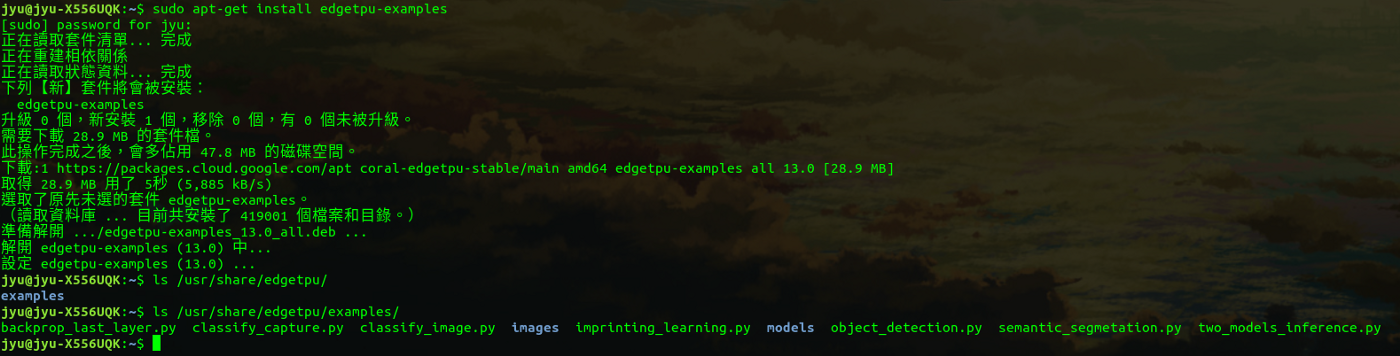 jyu@jyu-X556UQK:~$ sudo apt-get install edgetpu-examples
[sudo] password for jyu:
正在讀取套件清單... 完成
正在重建相依關係
正在讀取狀態資料... 完成
下列【新】套件將會被安裝：
  edgetpu-examples
升級 0 個，新安裝 1 個，移除 0 個，有 0 個未被升級。
需要下載 28.9 MB 的套件檔。
此操作完成之後，會多佔用 47.8 MB 的磁碟空間。
下載:1 https://packages.cloud.google.com/apt coral-edgetpu-stable/main amd64 edgetpu-examples all 13.0 [28.9 MB]
取得 28.9 MB 用了 5秒 (5,885 kB/s)
選取了原先未選的套件 edgetpu-examples。
（讀取資料庫 ... 目前共安裝了 419001 個檔案和目錄。）
準備解開 .../edgetpu-examples_13.0_all.deb ...
解開 edgetpu-examples (13.0) 中...
設定 edgetpu-examples (13.0) ...
jyu@jyu-X556UQK:~$ ls /usr/share/edgetpu/
examples
jyu@jyu-X556UQK:~$ ls /usr/share/edgetpu/examples/
backprop_last_layer.py  classify_capture.py  classify_image.py  images  imprinting_learning.py  models  object_detection.py  semantic_segmetation.py  two_models_inference.py
jyu@jyu-X556UQK:~$